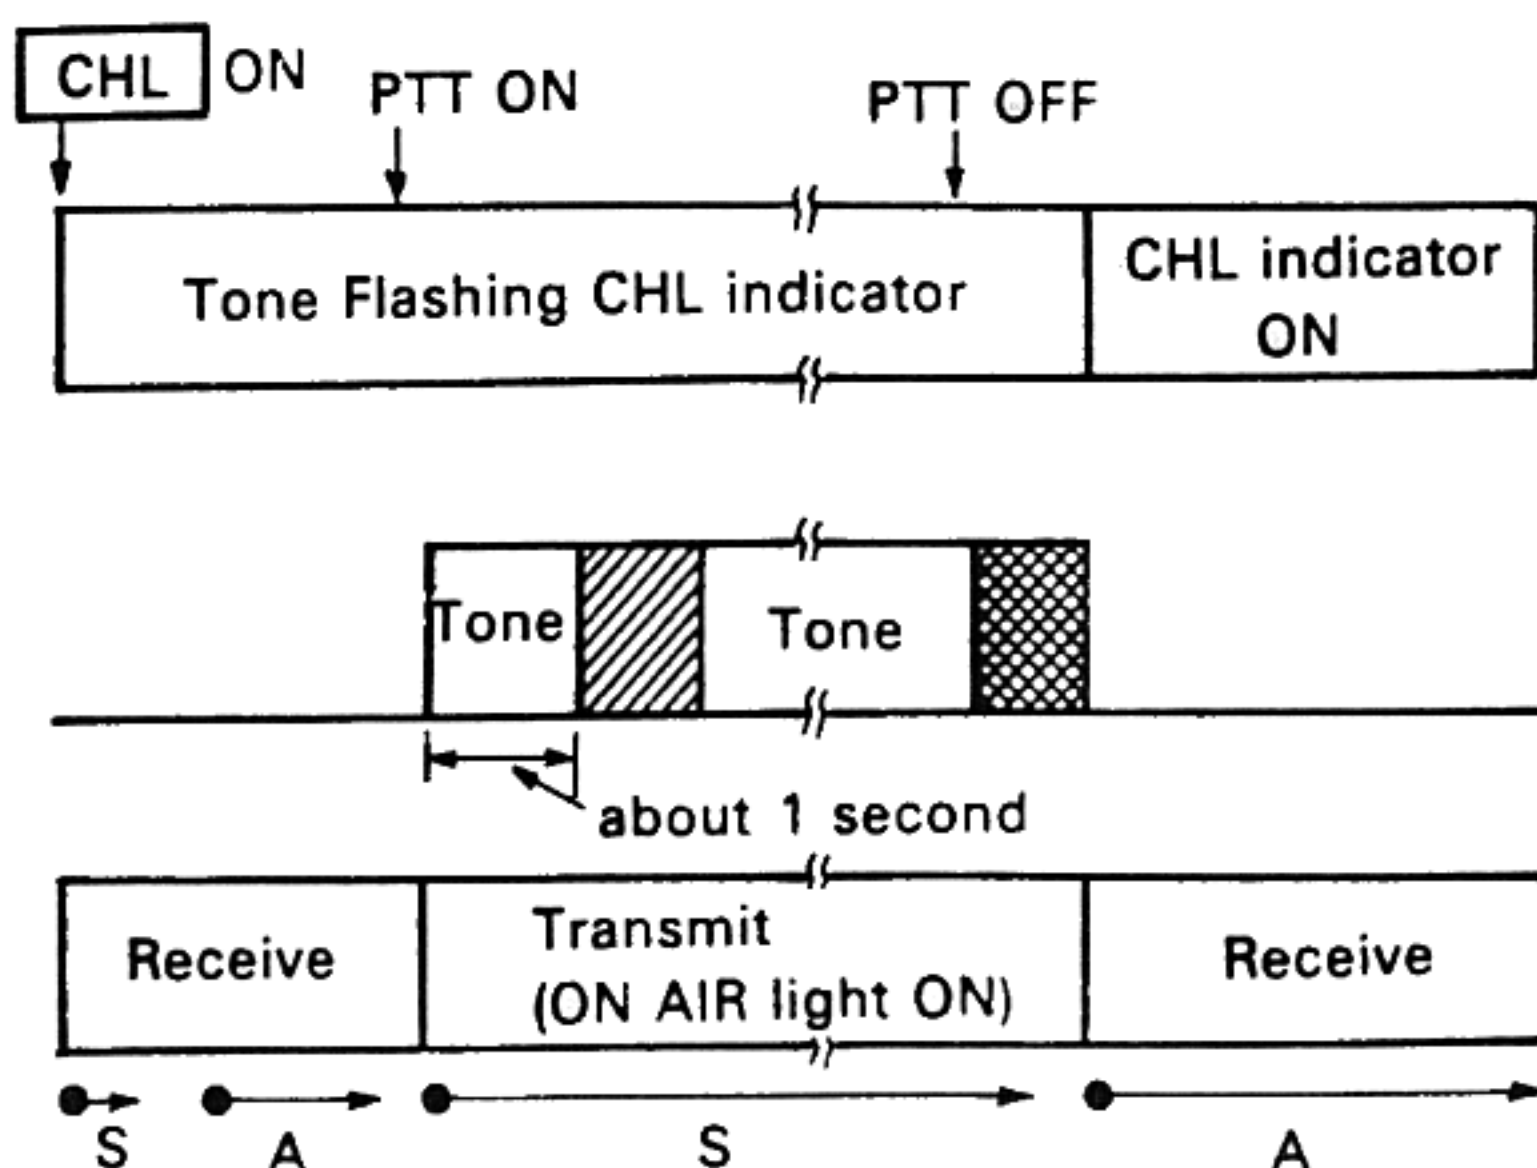 CHL ON
PTT ON
PTT OFF
Tone Flashing CHL indicator
CHL indicator
ON
Tone
Tone
about 1 second
Receive
Transmit
(ON AIR light ON)
Receive
S
A
S
A